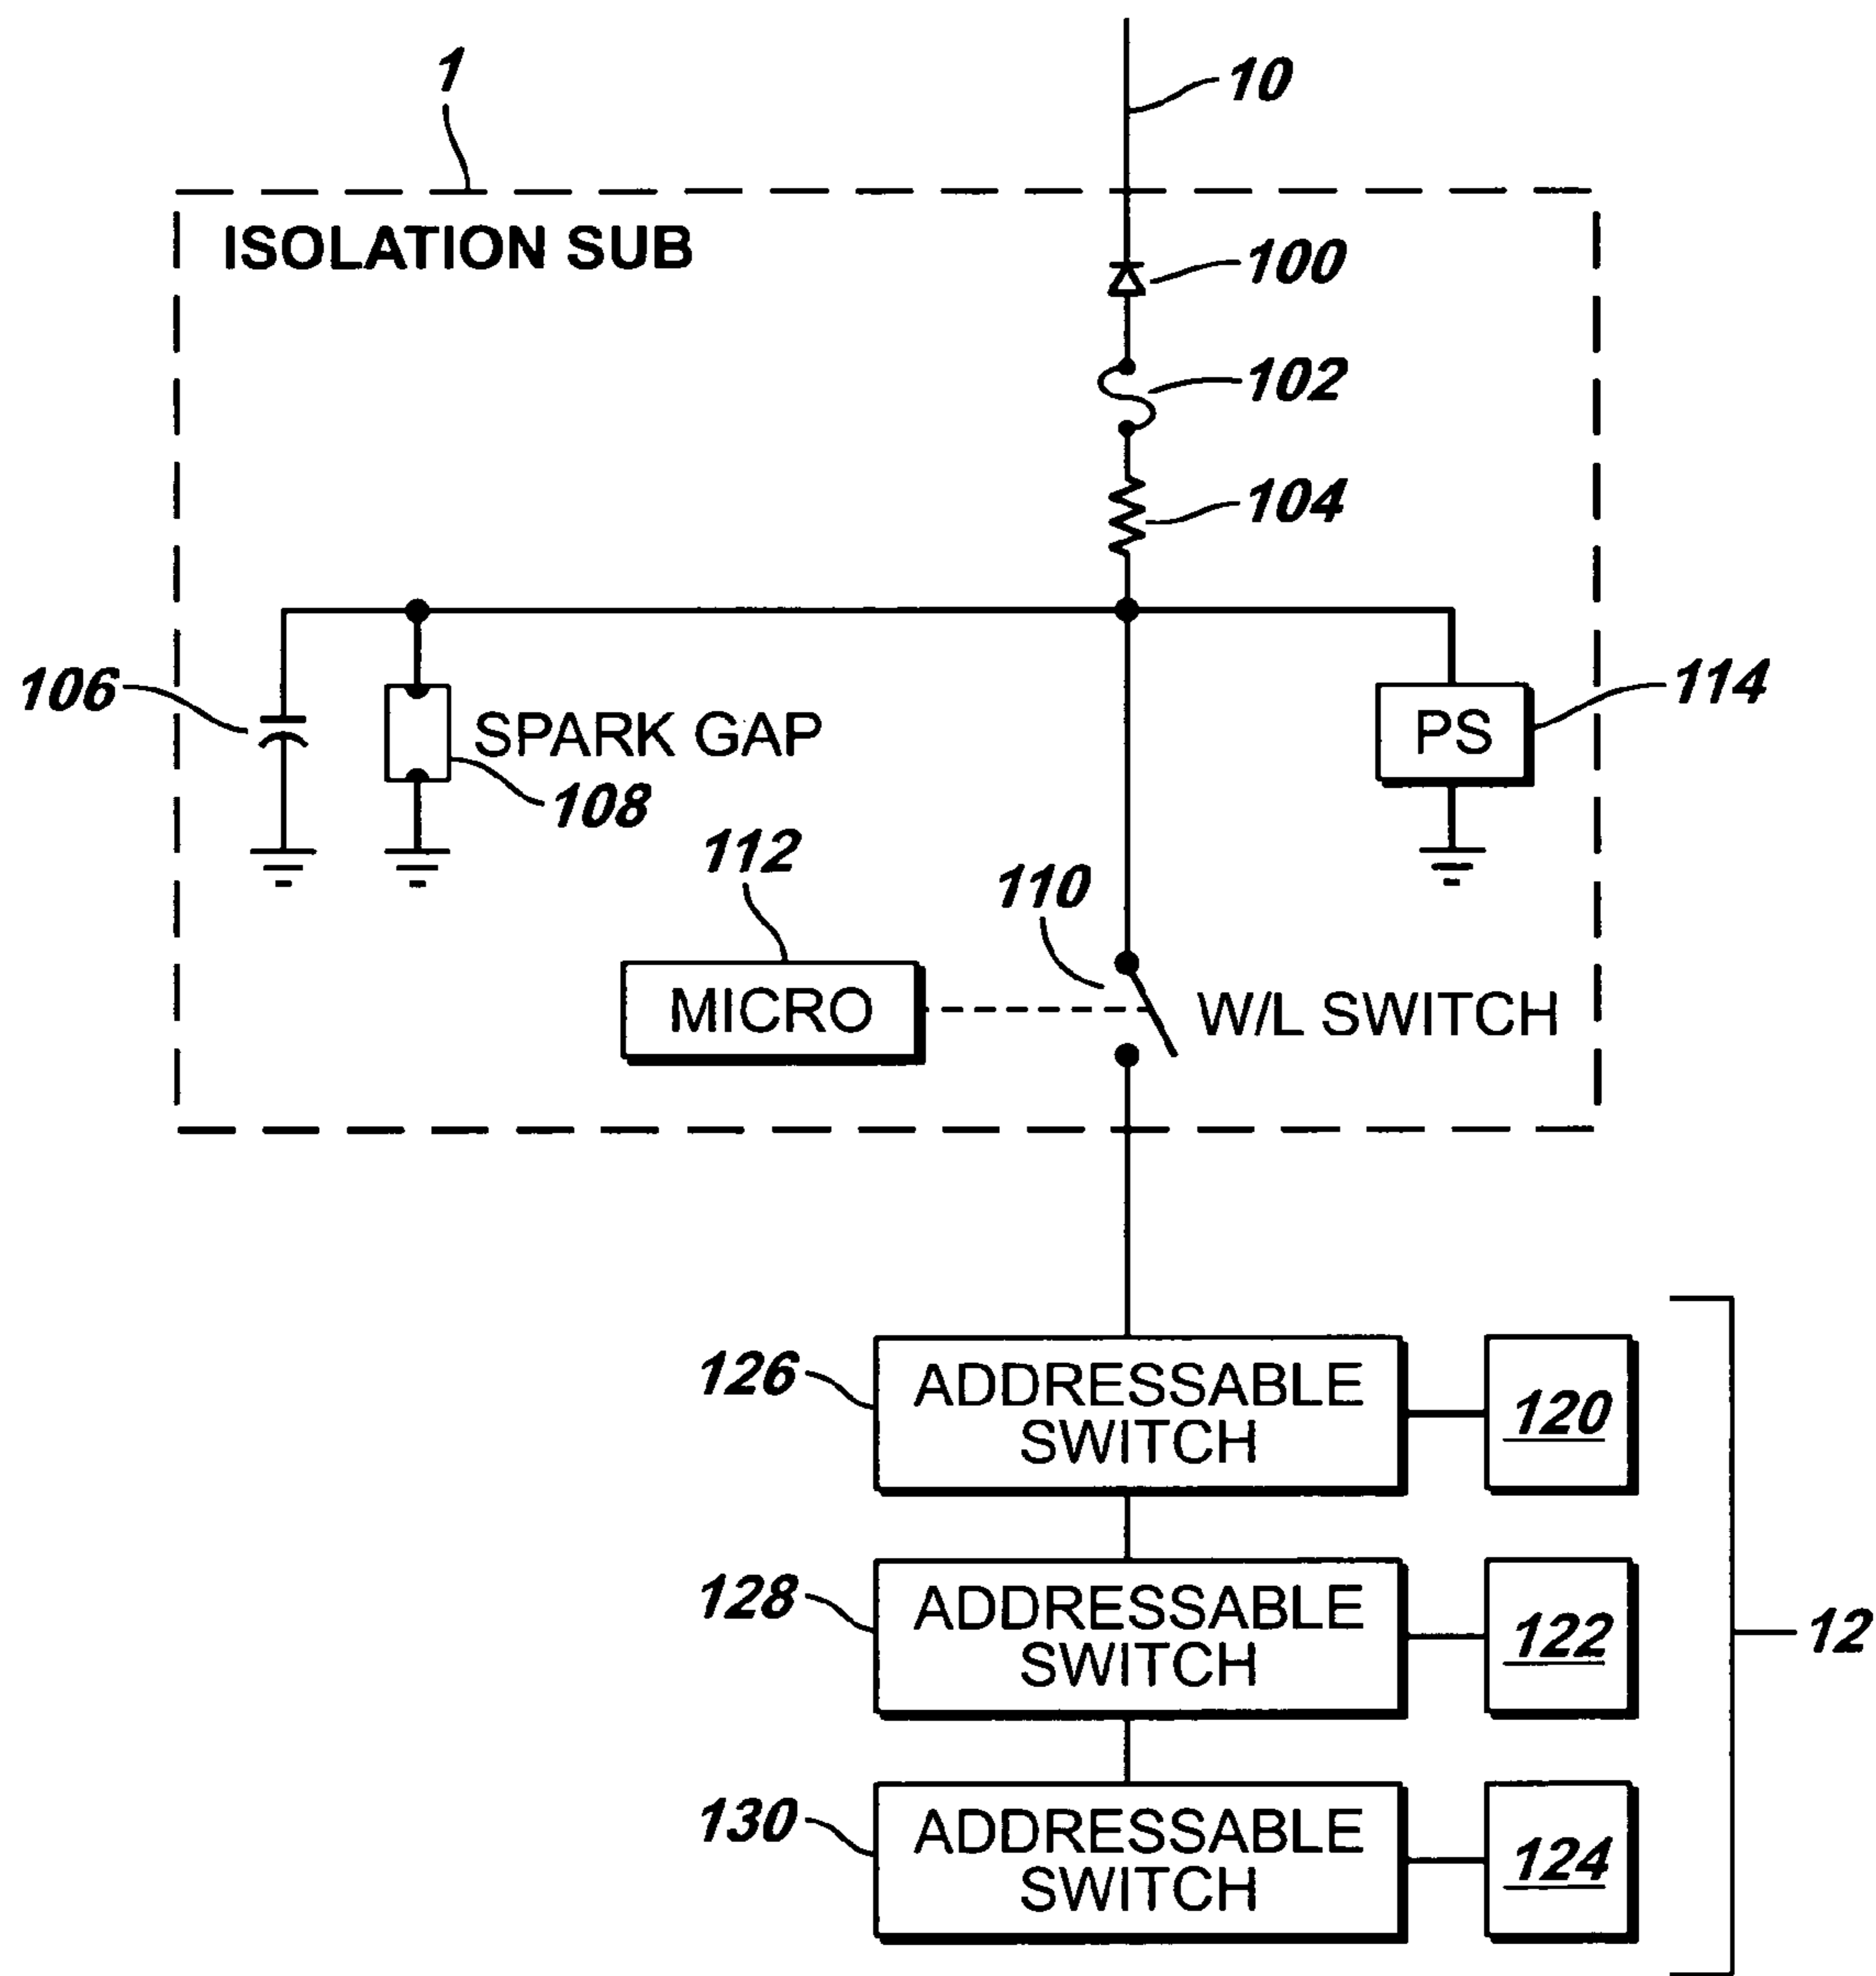 1
10
ISOLATION SUB
100
102
104
106
SPARK GAP
108
PS
114
112
110
MICRO
W/L SWITCH
126
ADDRESSABLE
SWITCH
120
128
ADDRESSABLE
SWITCH
122
12
130
ADDRESSABLE
SWITCH
124